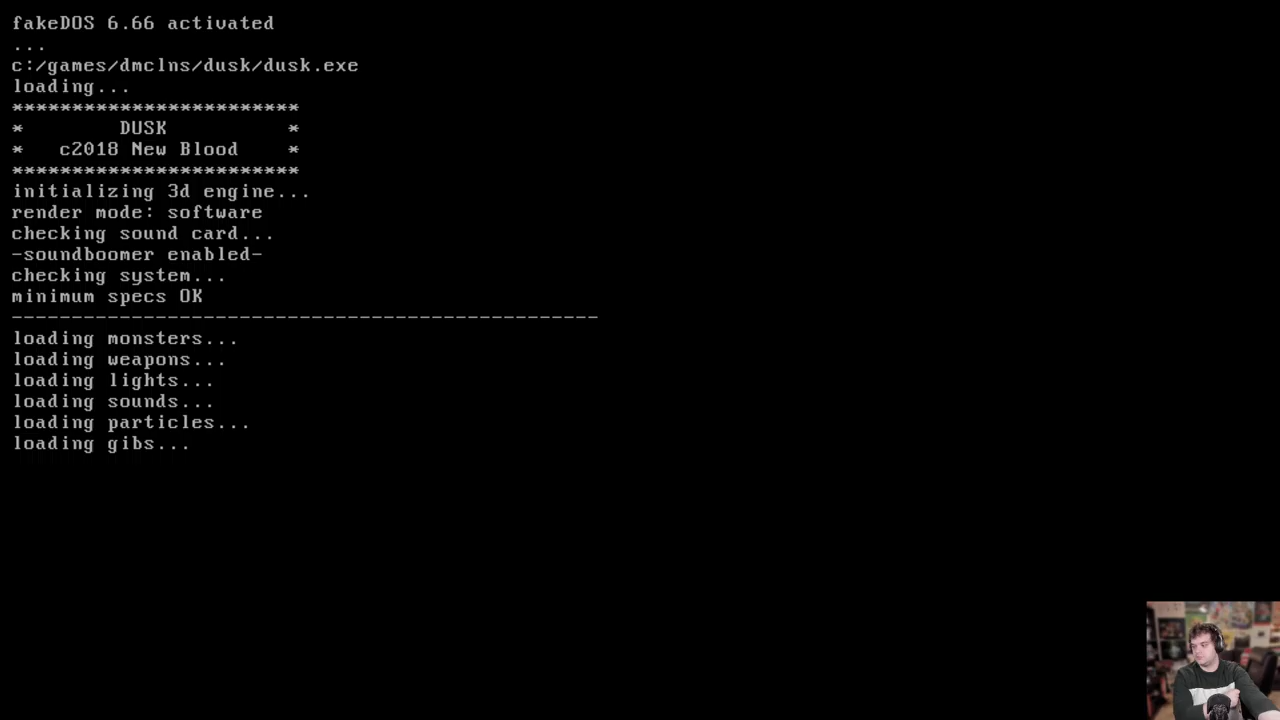 fakeDOS 6.66 activated
...
c:/games/dmclns/dusk/dusk.exe
loading...
************************
* DUSK *
* c2018 New Blood *
************************
initializing 3d engine...
render mode: software
checking sound card...
-soundboomer enabled-
checking system...
minimum specs OK
-------------------------------------------------
loading monsters...
loading weapons...
loading lights...
loading sounds...
loading particles...
loading gibs...